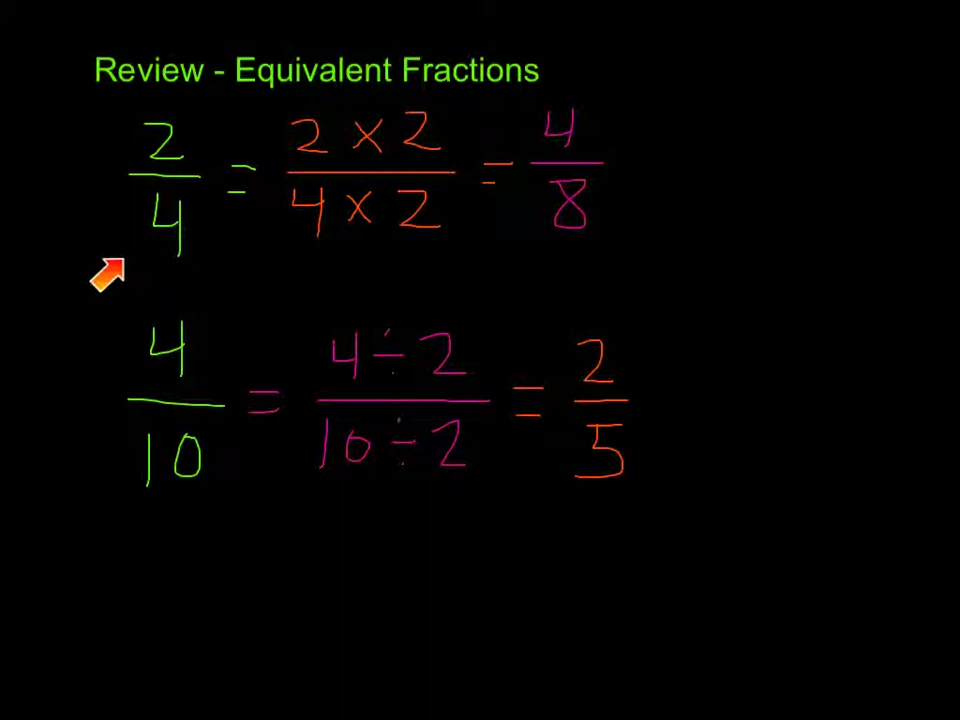 Review - Equivalent Fractions
2/4 = (2 × 2)/(4 × 2) = 4/8
4/10 = (4 ÷ 2)/(10 ÷ 2) = 2/5